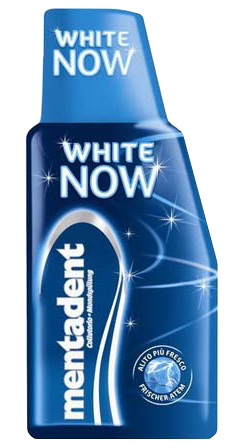 WHITE
NOW
WHITE
NOW
mentadent
Collutorio • Mundspülung
ALITO PIÙ FRESCO
FRISCHER ATEM